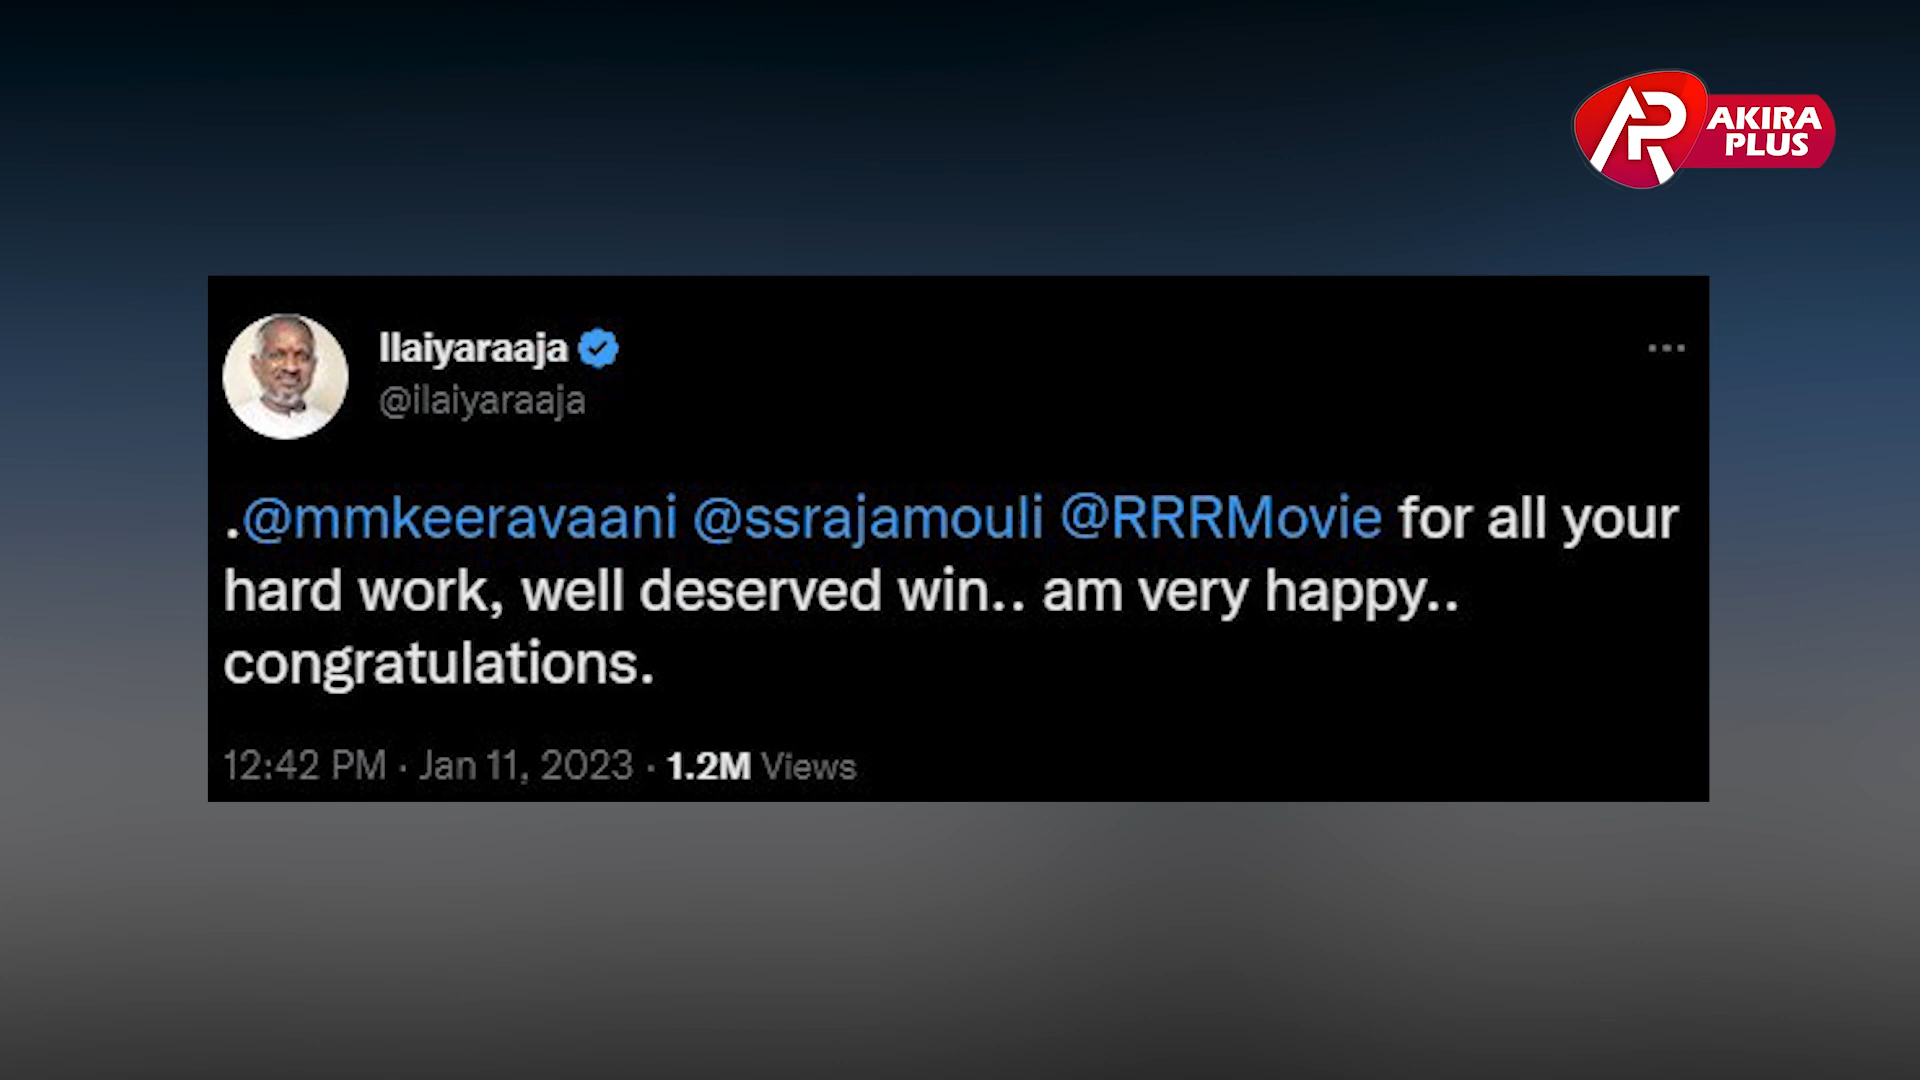 AKIRA
PLUS
Ilaiyaraaja
@ilaiyaraaja
.@mmkeeravaani @ssrajamouli @RRRMovie for all your
hard work, well deserved win.. am very happy..
congratulations.
12:42 PM · Jan 11, 2023 · 1.2M Views